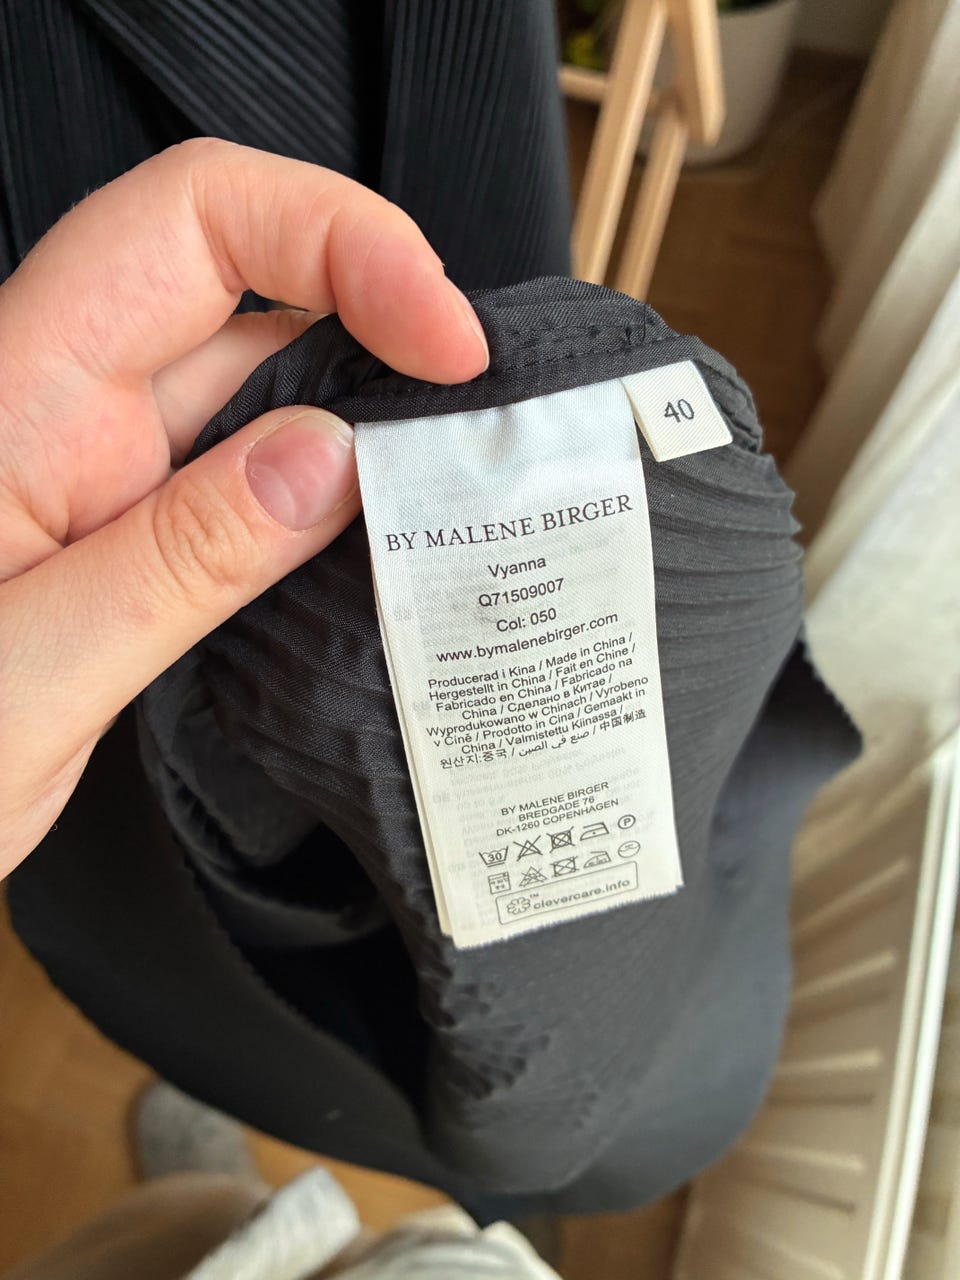 40
BY MALENE BIRGER
Vyanna
Q71509007
Col: 050
www.bymalenebirger.com
Producerad i Kina / Made in China /
Hergestellt in China / Fait en Chine /
Fabricado en China / Fabricado na
China / Сделано в Китае /
Wyprodukowano w Chinach / Vyrobeno
v Číně / Prodotto in Cina / Gemaakt in
China / Valmistettu Kiinassa /
원산지:중국 / صنع في الصين / 中国制造
BY MALENE BIRGER
BREDGADE 76
DK-1260 COPENHAGEN
30
P
™ clevercare.info